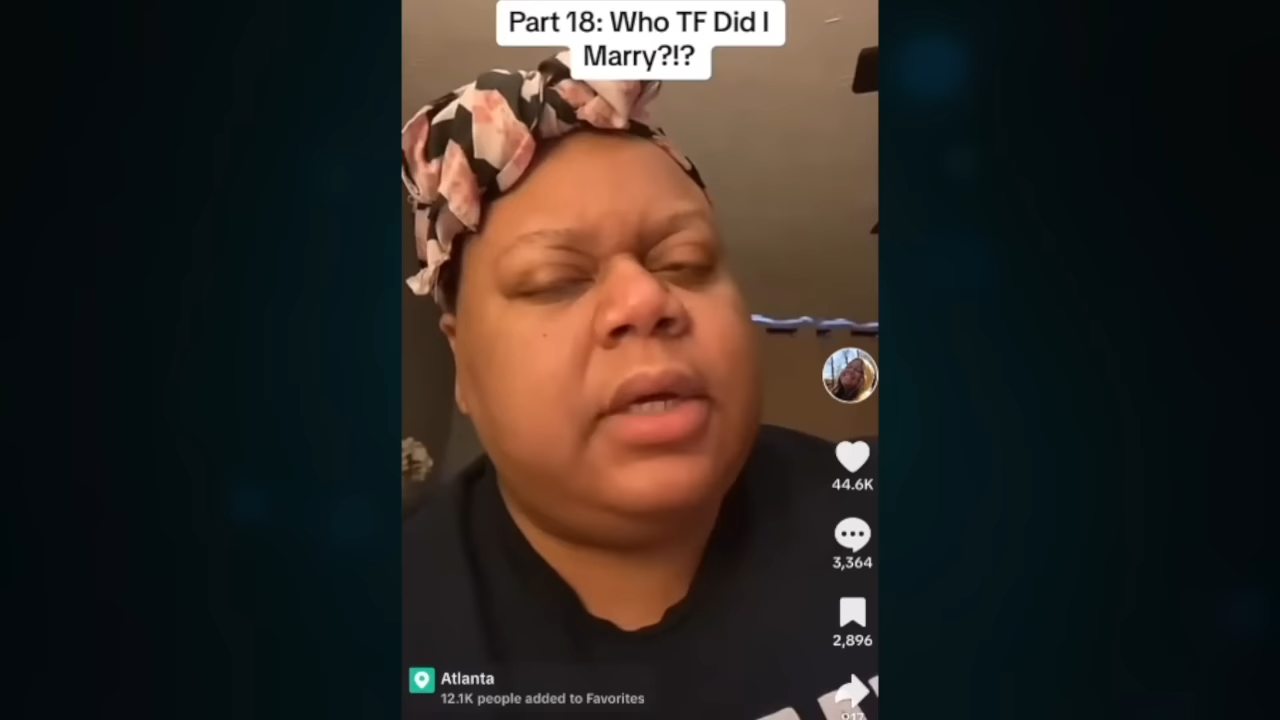 Part 18: Who TF Did I
Marry?!?
44.6K
3,364
2,896
Atlanta
12.1K people added to Favorites